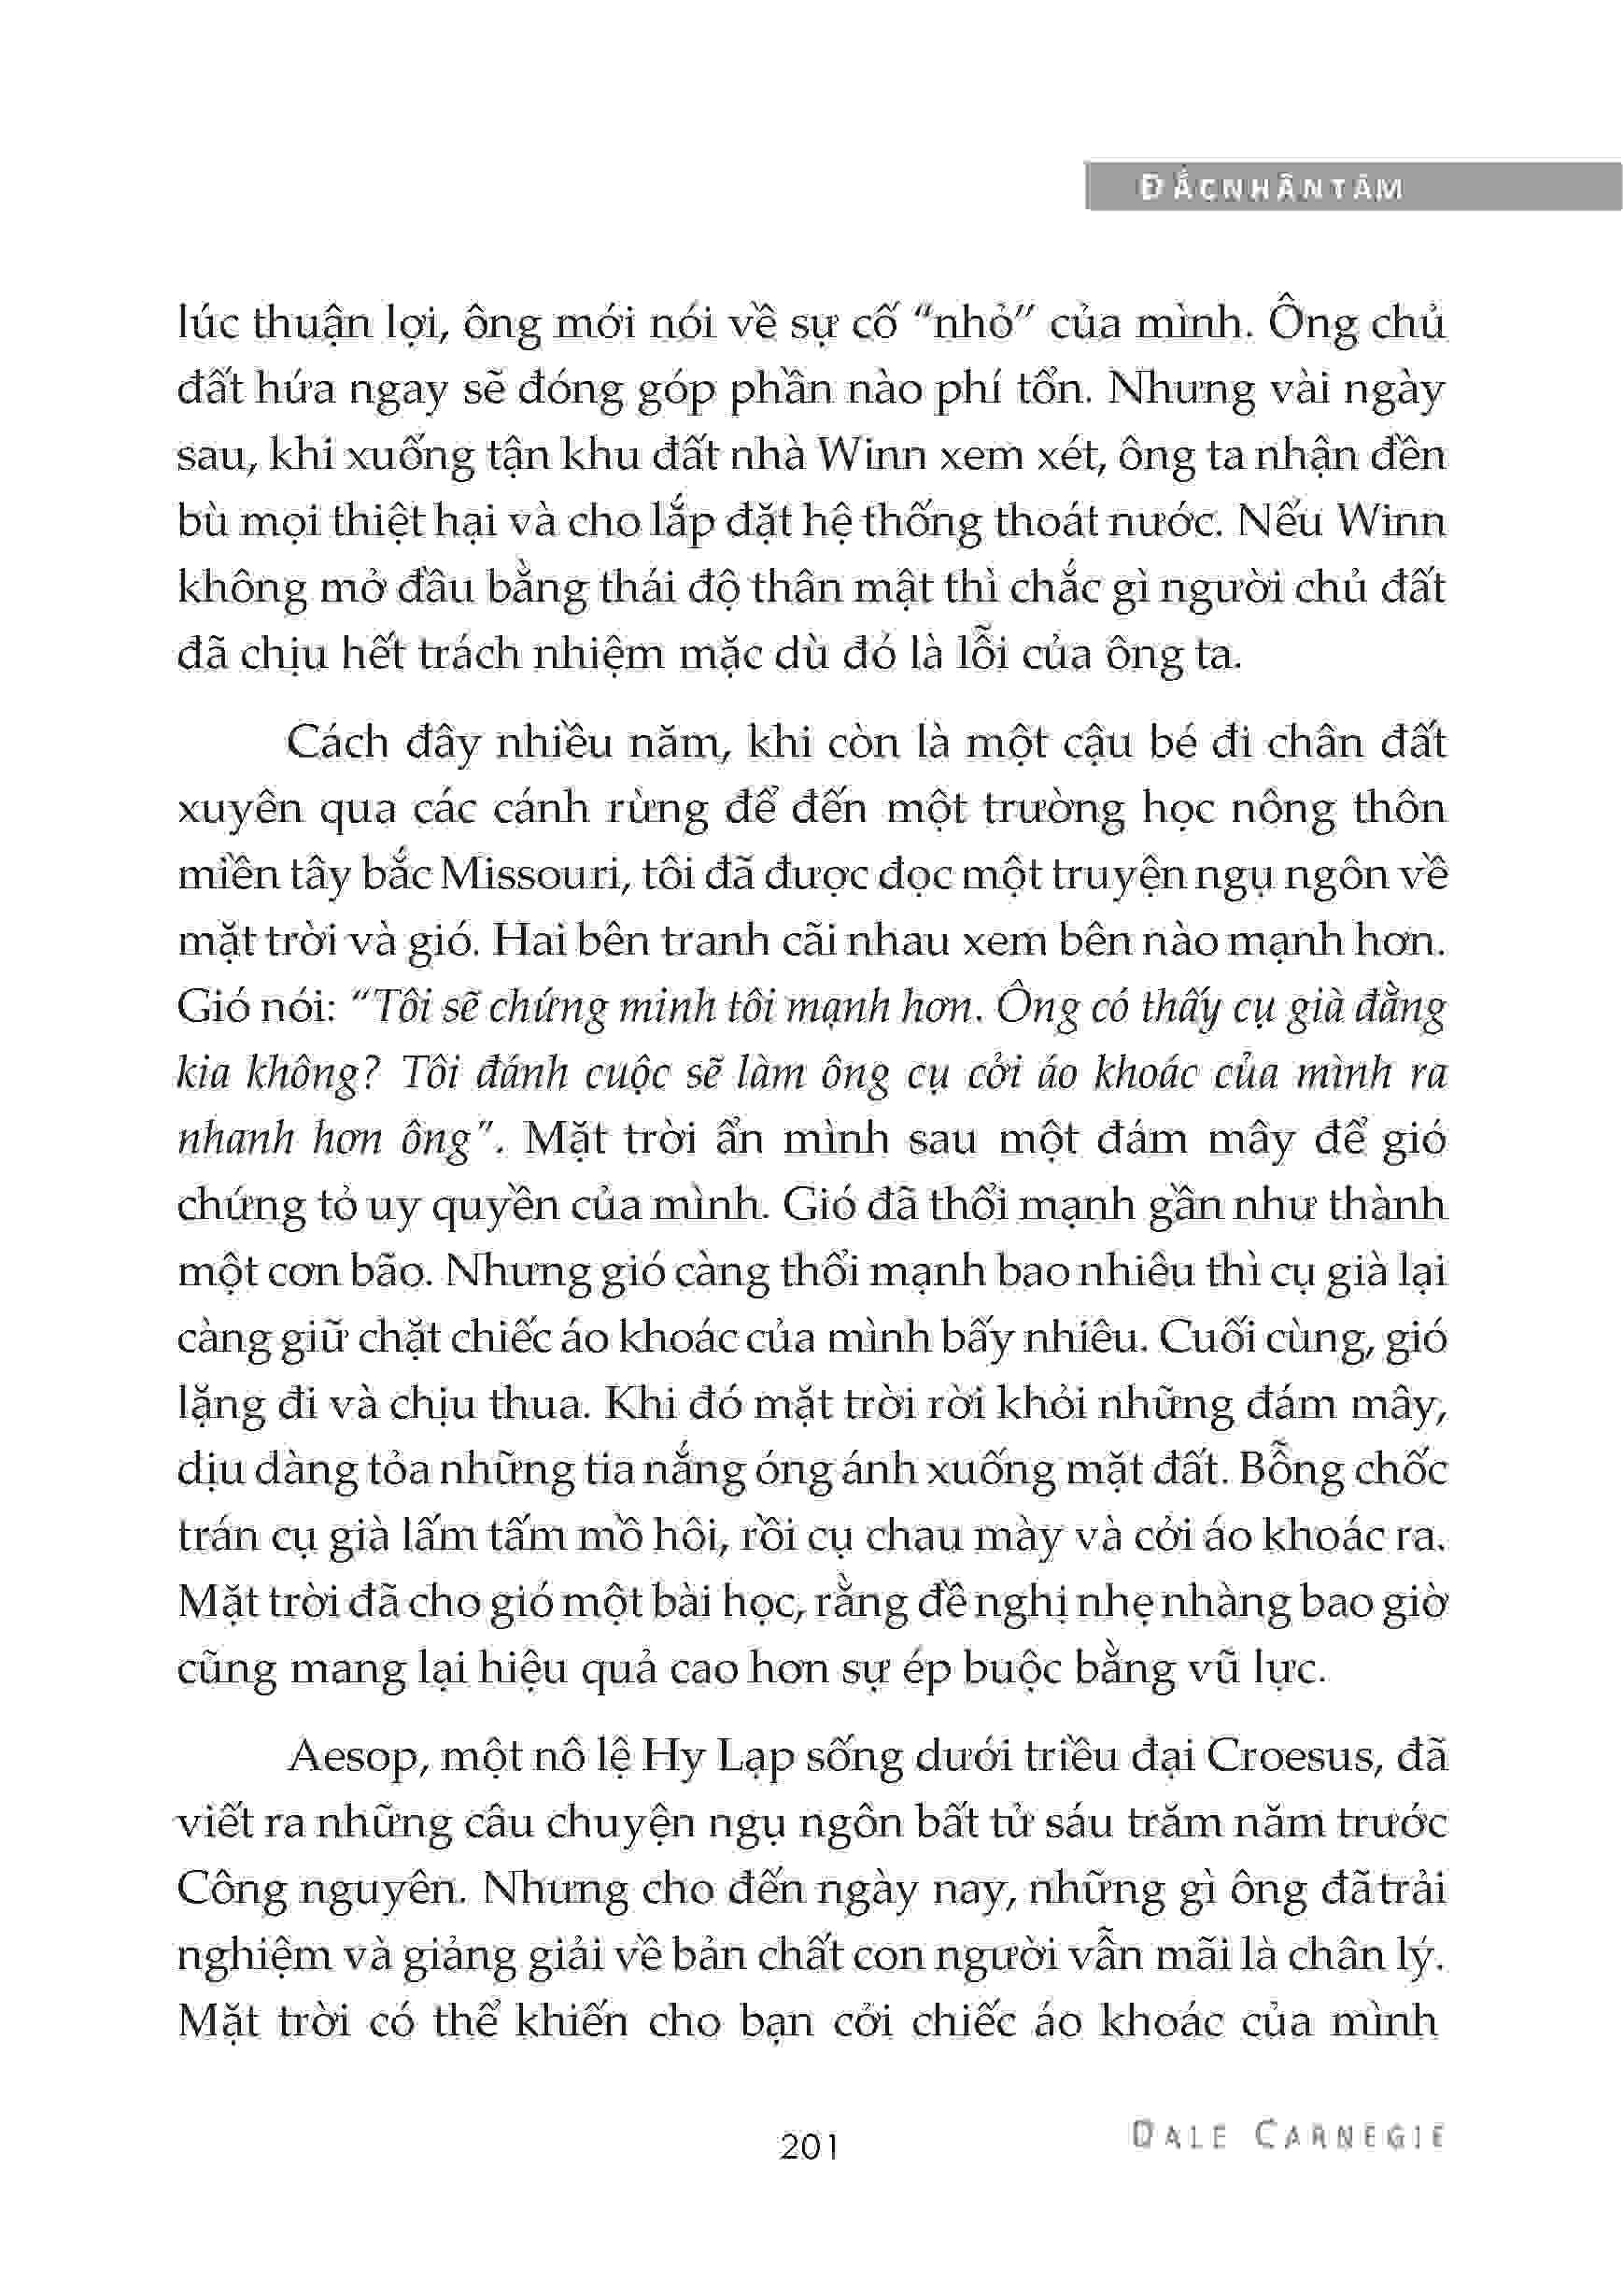 ĐẮCNHÂNTÂM
lúc thuận lợi, ông mới nói về sự cố “nhỏ” của mình. Ông chủ
đất hứa ngay sẽ đóng góp phần nào phí tổn. Nhưng vài ngày
sau, khi xuống tận khu đất nhà Winn xem xét, ông ta nhận đền
bù mọi thiệt hại và cho lắp đặt hệ thống thoát nước. Nếu Winn
không mở đầu bằng thái độ thân mật thì chắc gì người chủ đất
đã chịu hết trách nhiệm mặc dù đó là lỗi của ông ta.
Cách đây nhiều năm, khi còn là một cậu bé đi chân đất
xuyên qua các cánh rừng để đến một trường học nông thôn
miền tây bắc Missouri, tôi đã được đọc một truyện ngụ ngôn về
mặt trời và gió. Hai bên tranh cãi nhau xem bên nào mạnh hơn.
Gió nói: “Tôi sẽ chứng minh tôi mạnh hơn. Ông có thấy cụ già đằng
kia không? Tôi đánh cuộc sẽ làm ông cụ cởi áo khoác của mình ra
nhanh hơn ông”. Mặt trời ẩn mình sau một đám mây để gió
chứng tỏ uy quyền của mình. Gió đã thổi mạnh gần như thành
một cơn bão. Nhưng gió càng thổi mạnh bao nhiêu thì cụ già lại
càng giữ chặt chiếc áo khoác của mình bấy nhiêu. Cuối cùng, gió
lặng đi và chịu thua. Khi đó mặt trời rời khỏi những đám mây,
dịu dàng tỏa những tia nắng óng ánh xuống mặt đất. Bỗng chốc
trán cụ già lấm tấm mồ hôi, rồi cụ chau mày và cởi áo khoác ra.
Mặt trời đã cho gió một bài học, rằng đề nghị nhẹ nhàng bao giờ
cũng mang lại hiệu quả cao hơn sự ép buộc bằng vũ lực.
Aesop, một nô lệ Hy Lạp sống dưới triều đại Croesus, đã
viết ra những câu chuyện ngụ ngôn bất tử sáu trăm năm trước
Công nguyên. Nhưng cho đến ngày nay, những gì ông đã trải
nghiệm và giảng giải về bản chất con người vẫn mãi là chân lý.
Mặt trời có thể khiến cho bạn cởi chiếc áo khoác của mình
201
DALE CARNEGIE